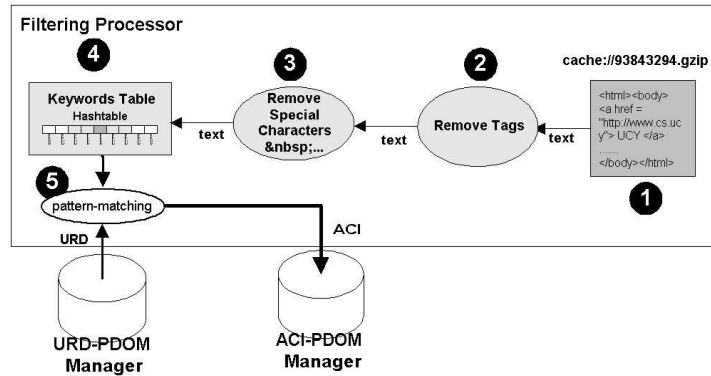 Filtering Processor
4
3
2
cache://93843294.gzip
Keywords Table
Hashtable
Remove
Special
Characters
&nbsp;...
Remove Tags
<html><body>
<a href =
"http://www.cs.uc
y"> UCY </a>
.......
</body></html>
text
text
text
1
5
pattern-matching
URD
ACI
URD-PDOM
Manager
ACI-PDOM
Manager